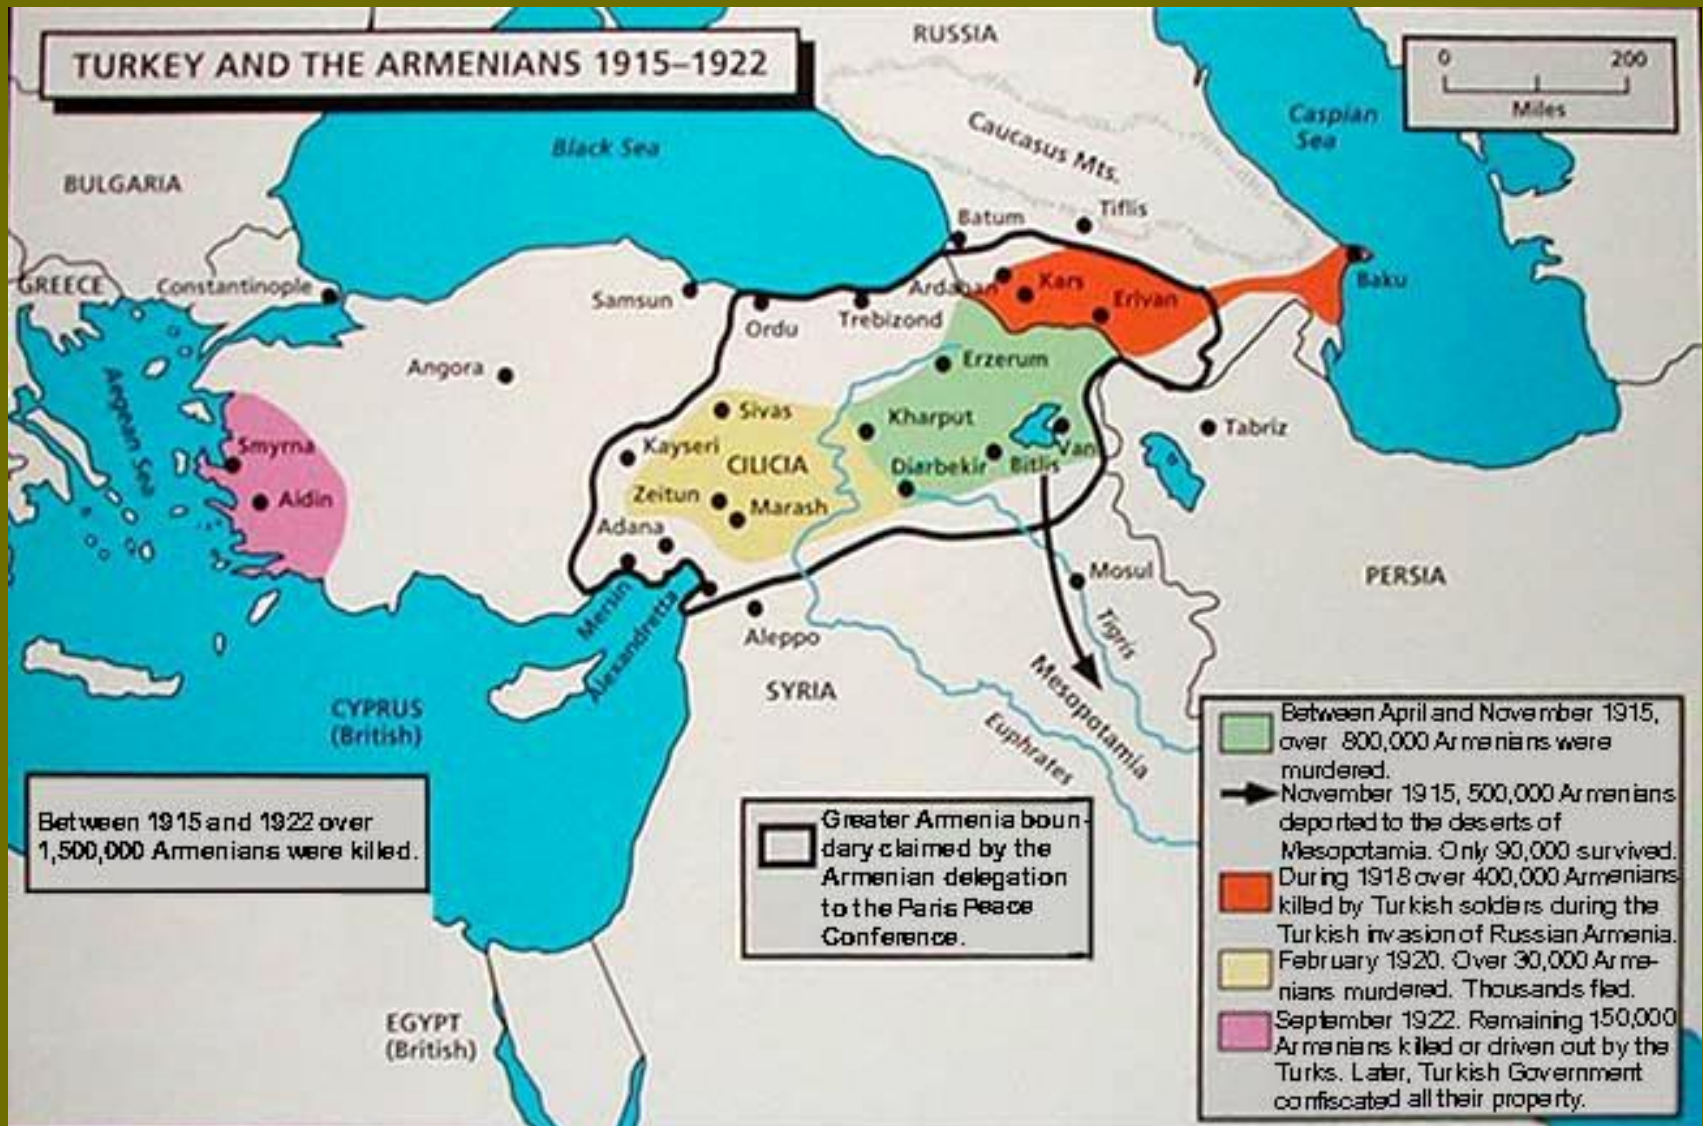 TURKEY AND THE ARMENIANS 1915–1922
RUSSIA
0 200
Miles
Caspian
Sea
Black Sea
Caucasus Mts.
BULGARIA
Batum
Tiflis
GREECE
Constantinople
Samsun
Ordu
Trebizond
Ardahan
Kars
Erivan
Baku
Angora
Erzerum
Aegean Sea
Sivas
Kharput
Smyrna
Kayseri
CILICIA
Van
Tabriz
Diarbekir
Bitlis
Aldin
Zeitun
Marash
Adana
Mersin
Alexandretta
Aleppo
Mosul
PERSIA
Tigris
SYRIA
Mesopotamia
Euphrates
CYPRUS
(British)
Between 1915 and 1922 over
1,500,000 Armenians were killed.
Greater Armenia boun-
dary claimed by the
Armenian delegation
to the Paris Peace
Conference.
EGYPT
(British)
Between April and November 1915,
over 800,000 Armenians were
murdered.
November 1915, 500,000 Armenians
deported to the deserts of
Mesopotamia. Only 90,000 survived.
During 1918 over 400,000 Armenians
killed by Turkish soldiers during the
Turkish invasion of Russian Armenia.
February 1920. Over 30,000 Arme-
nians murdered. Thousands fled.
September 1922. Remaining 150,000
Armenians killed or driven out by the
Turks. Later, Turkish Government
confiscated all their property.